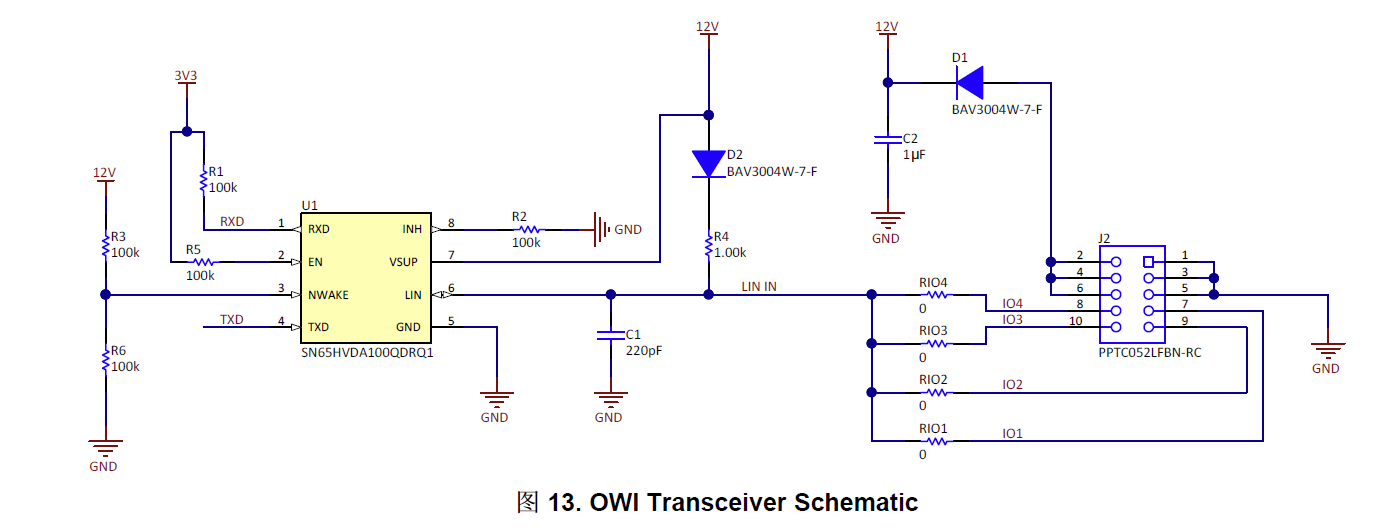 12V
12V
D1
3V3
BAV3004W-7-F
C2
1µF
D2
BAV3004W-7-F
12V
R1
100k
U1
RXD
1
RXD
INH
8
R2
100k
GND
GND
R3
100k
R5
100k
2
EN
VSUP
7
R4
1.00k
J2
2
1
4
3
3
NWAKE
LIN
6
LIN IN
RIO4
0
6
5
IO4
8
7
TXD
4
TXD
GND
5
IO3
10
9
C1
220pF
RIO3
0
R6
100k
SN65HVDA100QDRQ1
PPTC052LFBN-RC
GND
RIO2
0
IO2
GND
GND
RIO1
0
IO1
GND
图 13. OWI Transceiver Schematic